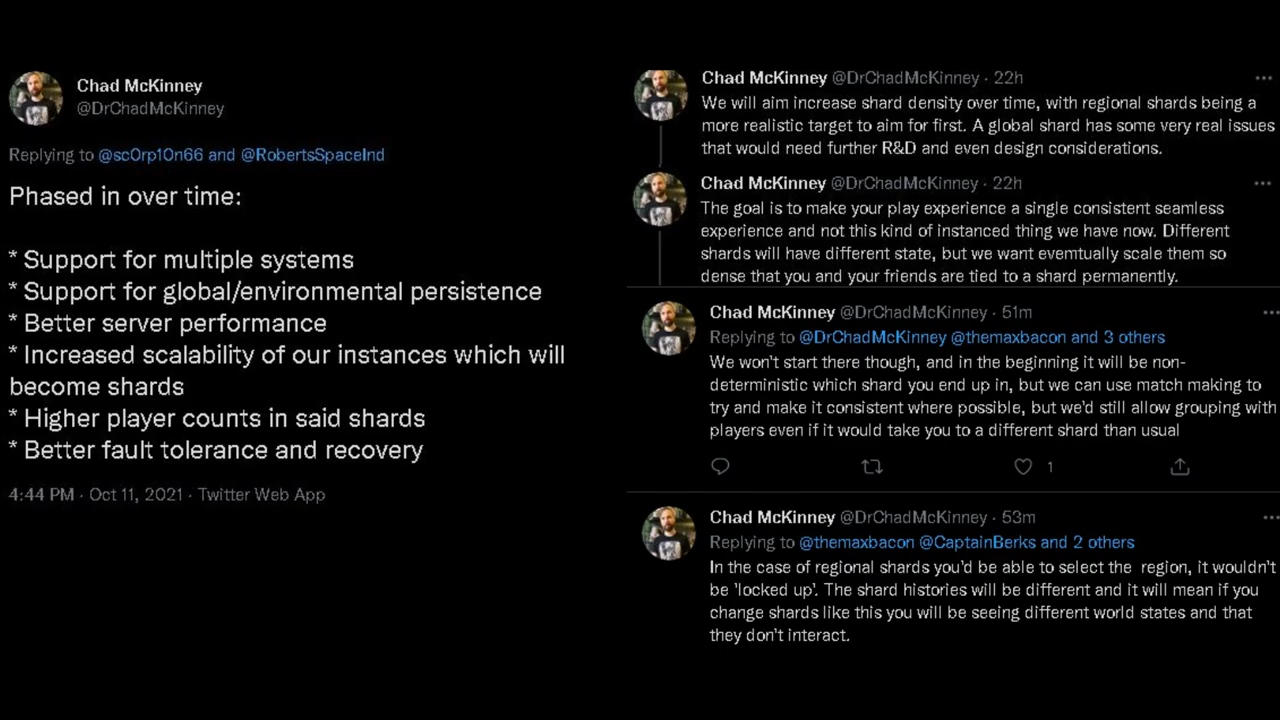 Chad McKinney
@DrChadMcKinney
Replying to @sc0rp10n66 and @RobertsSpaceInd
Phased in over time:
* Support for multiple systems
* Support for global/environmental persistence
* Better server performance
* Increased scalability of our instances which will
become shards
* Higher player counts in said shards
* Better fault tolerance and recovery
4:44 PM · Oct 11, 2021 · Twitter Web App
Chad McKinney @DrChadMcKinney · 22h
We will aim increase shard density over time, with regional shards being a
more realistic target to aim for first. A global shard has some very real issues
that would need further R&D and even design considerations.
Chad McKinney @DrChadMcKinney · 22h
The goal is to make your play experience a single consistent seamless
experience and not this kind of instanced thing we have now. Different
shards will have different state, but we want evemtually scale them so
dense that you and your friends are tied to a shard permanently.
Chad McKinney @DrChadMcKinney · 51m
Replying to @DrChadMcKinney @themaxbacon and 3 others
We won't start there though, and in the beginning it will be non-
deterministic which shard you end up in, but we can use match making to
try and make it consistent where possible, but we'd still allow grouping with
players even if it would take you to a different shard than usual
1
Chad McKinney @DrChadMcKinney · 53m
Replying to @themaxbacon @CaptainBerks and 2 others
In the case of regional shards you'd be able to select the region, it wouldn't
be 'locked up'. The shard histories will be different and it will mean if you
change shards like this you will be seeing different world states and that
they don't interact.